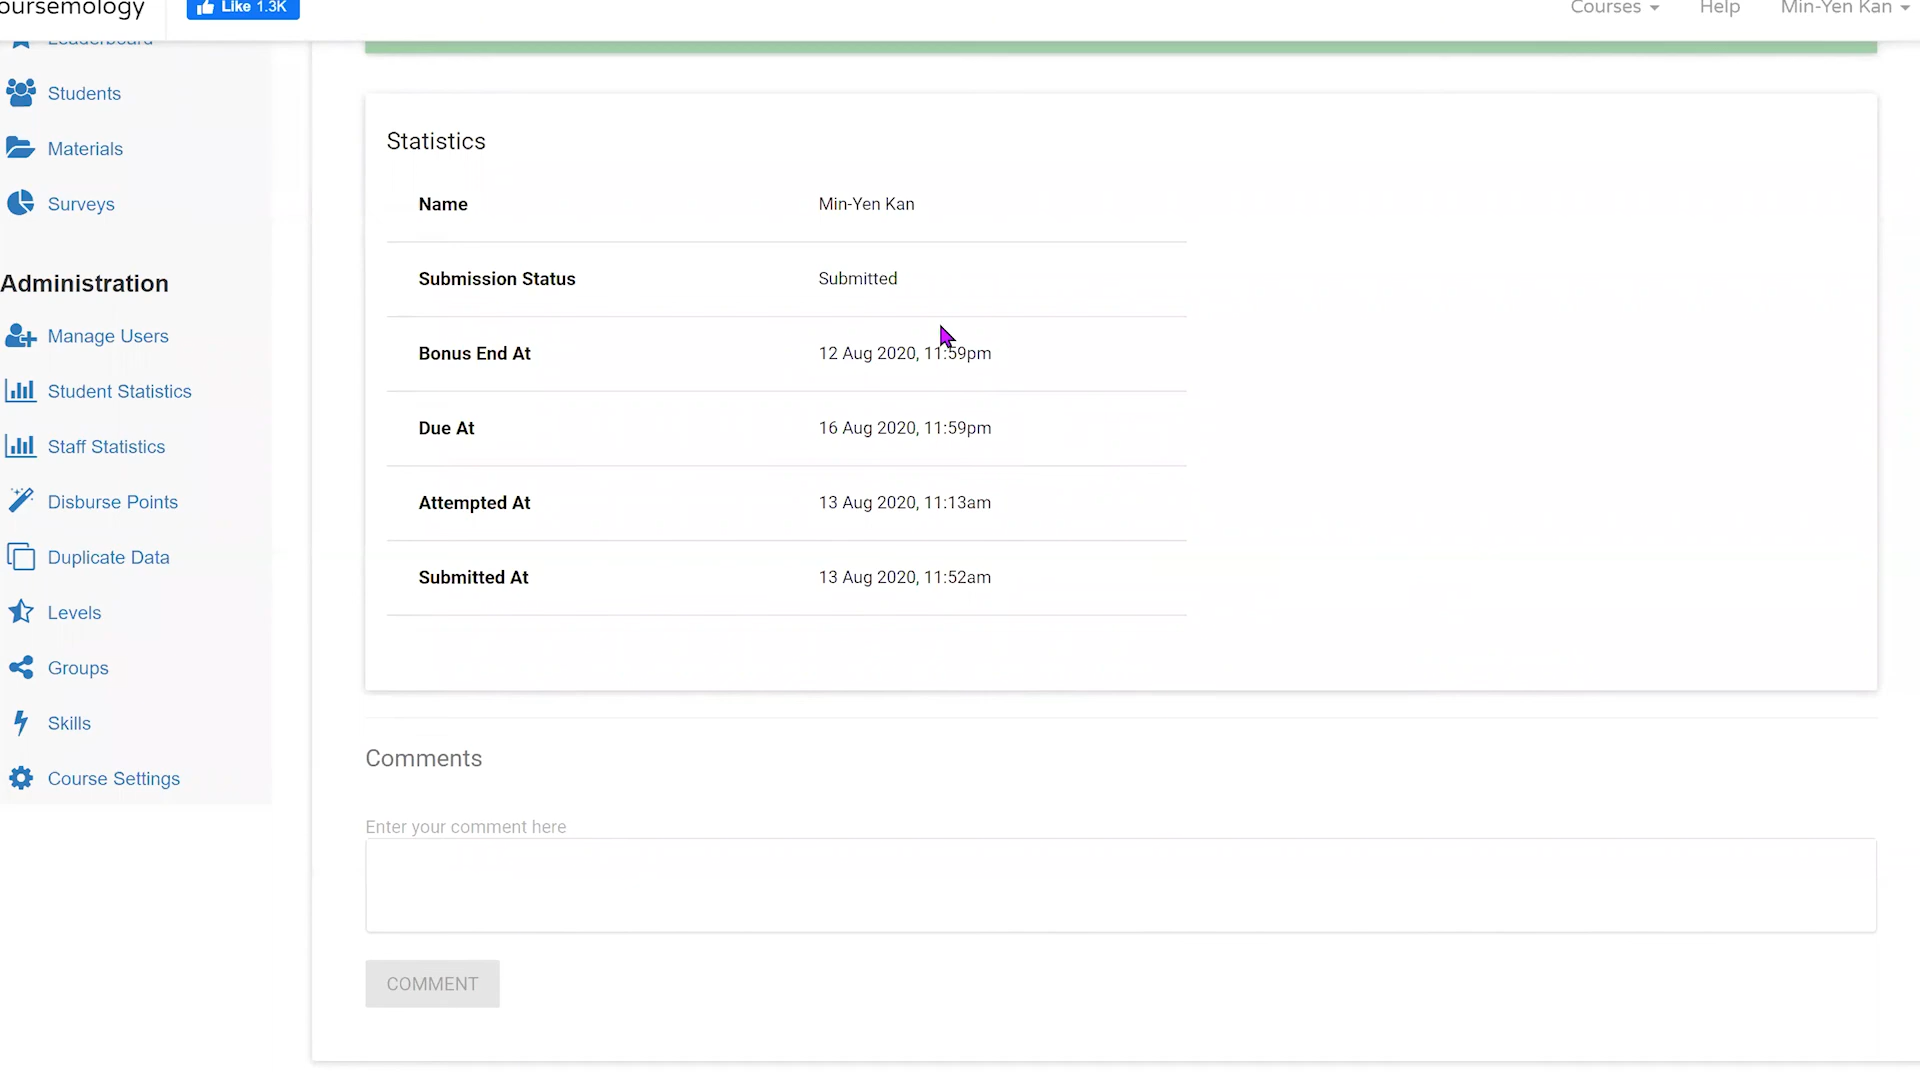 oursemology
Like 1.3K
Courses
Help
Min-Yen Kan
Leaderboard
Students
Materials
Surveys
Administration
Manage Users
Student Statistics
Staff Statistics
Disburse Points
Duplicate Data
Levels
Groups
Skills
Course Settings
Statistics
Name Min-Yen Kan
Submission Status Submitted
Bonus End At 12 Aug 2020, 11:59pm
Due At 16 Aug 2020, 11:59pm
Attempted At 13 Aug 2020, 11:13am
Submitted At 13 Aug 2020, 11:52am
Comments
Enter your comment here
COMMENT